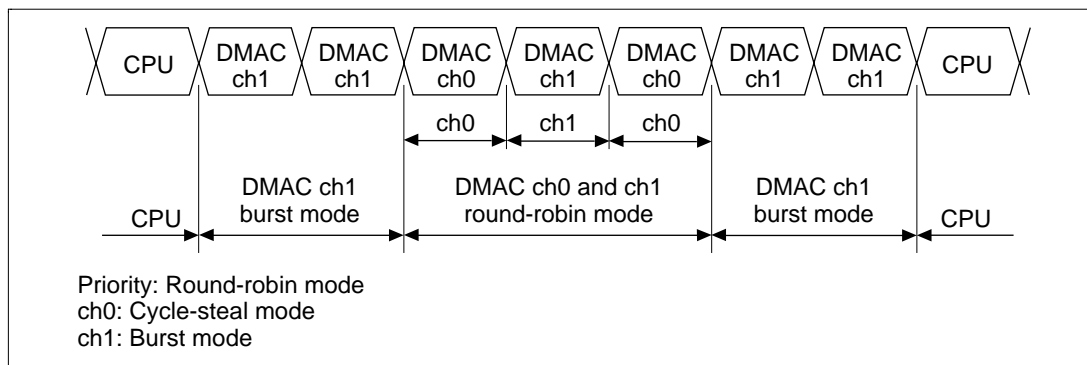 CPU DMAC DMAC DMAC DMAC DMAC DMAC DMAC CPU
ch1 ch1 ch0 ch1 ch0 ch1 ch1
ch0 ch1 ch0
DMAC ch1 DMAC ch0 and ch1 DMAC ch1
CPU burst mode round-robin mode burst mode CPU
Priority: Round-robin mode
ch0: Cycle-steal mode
ch1: Burst mode